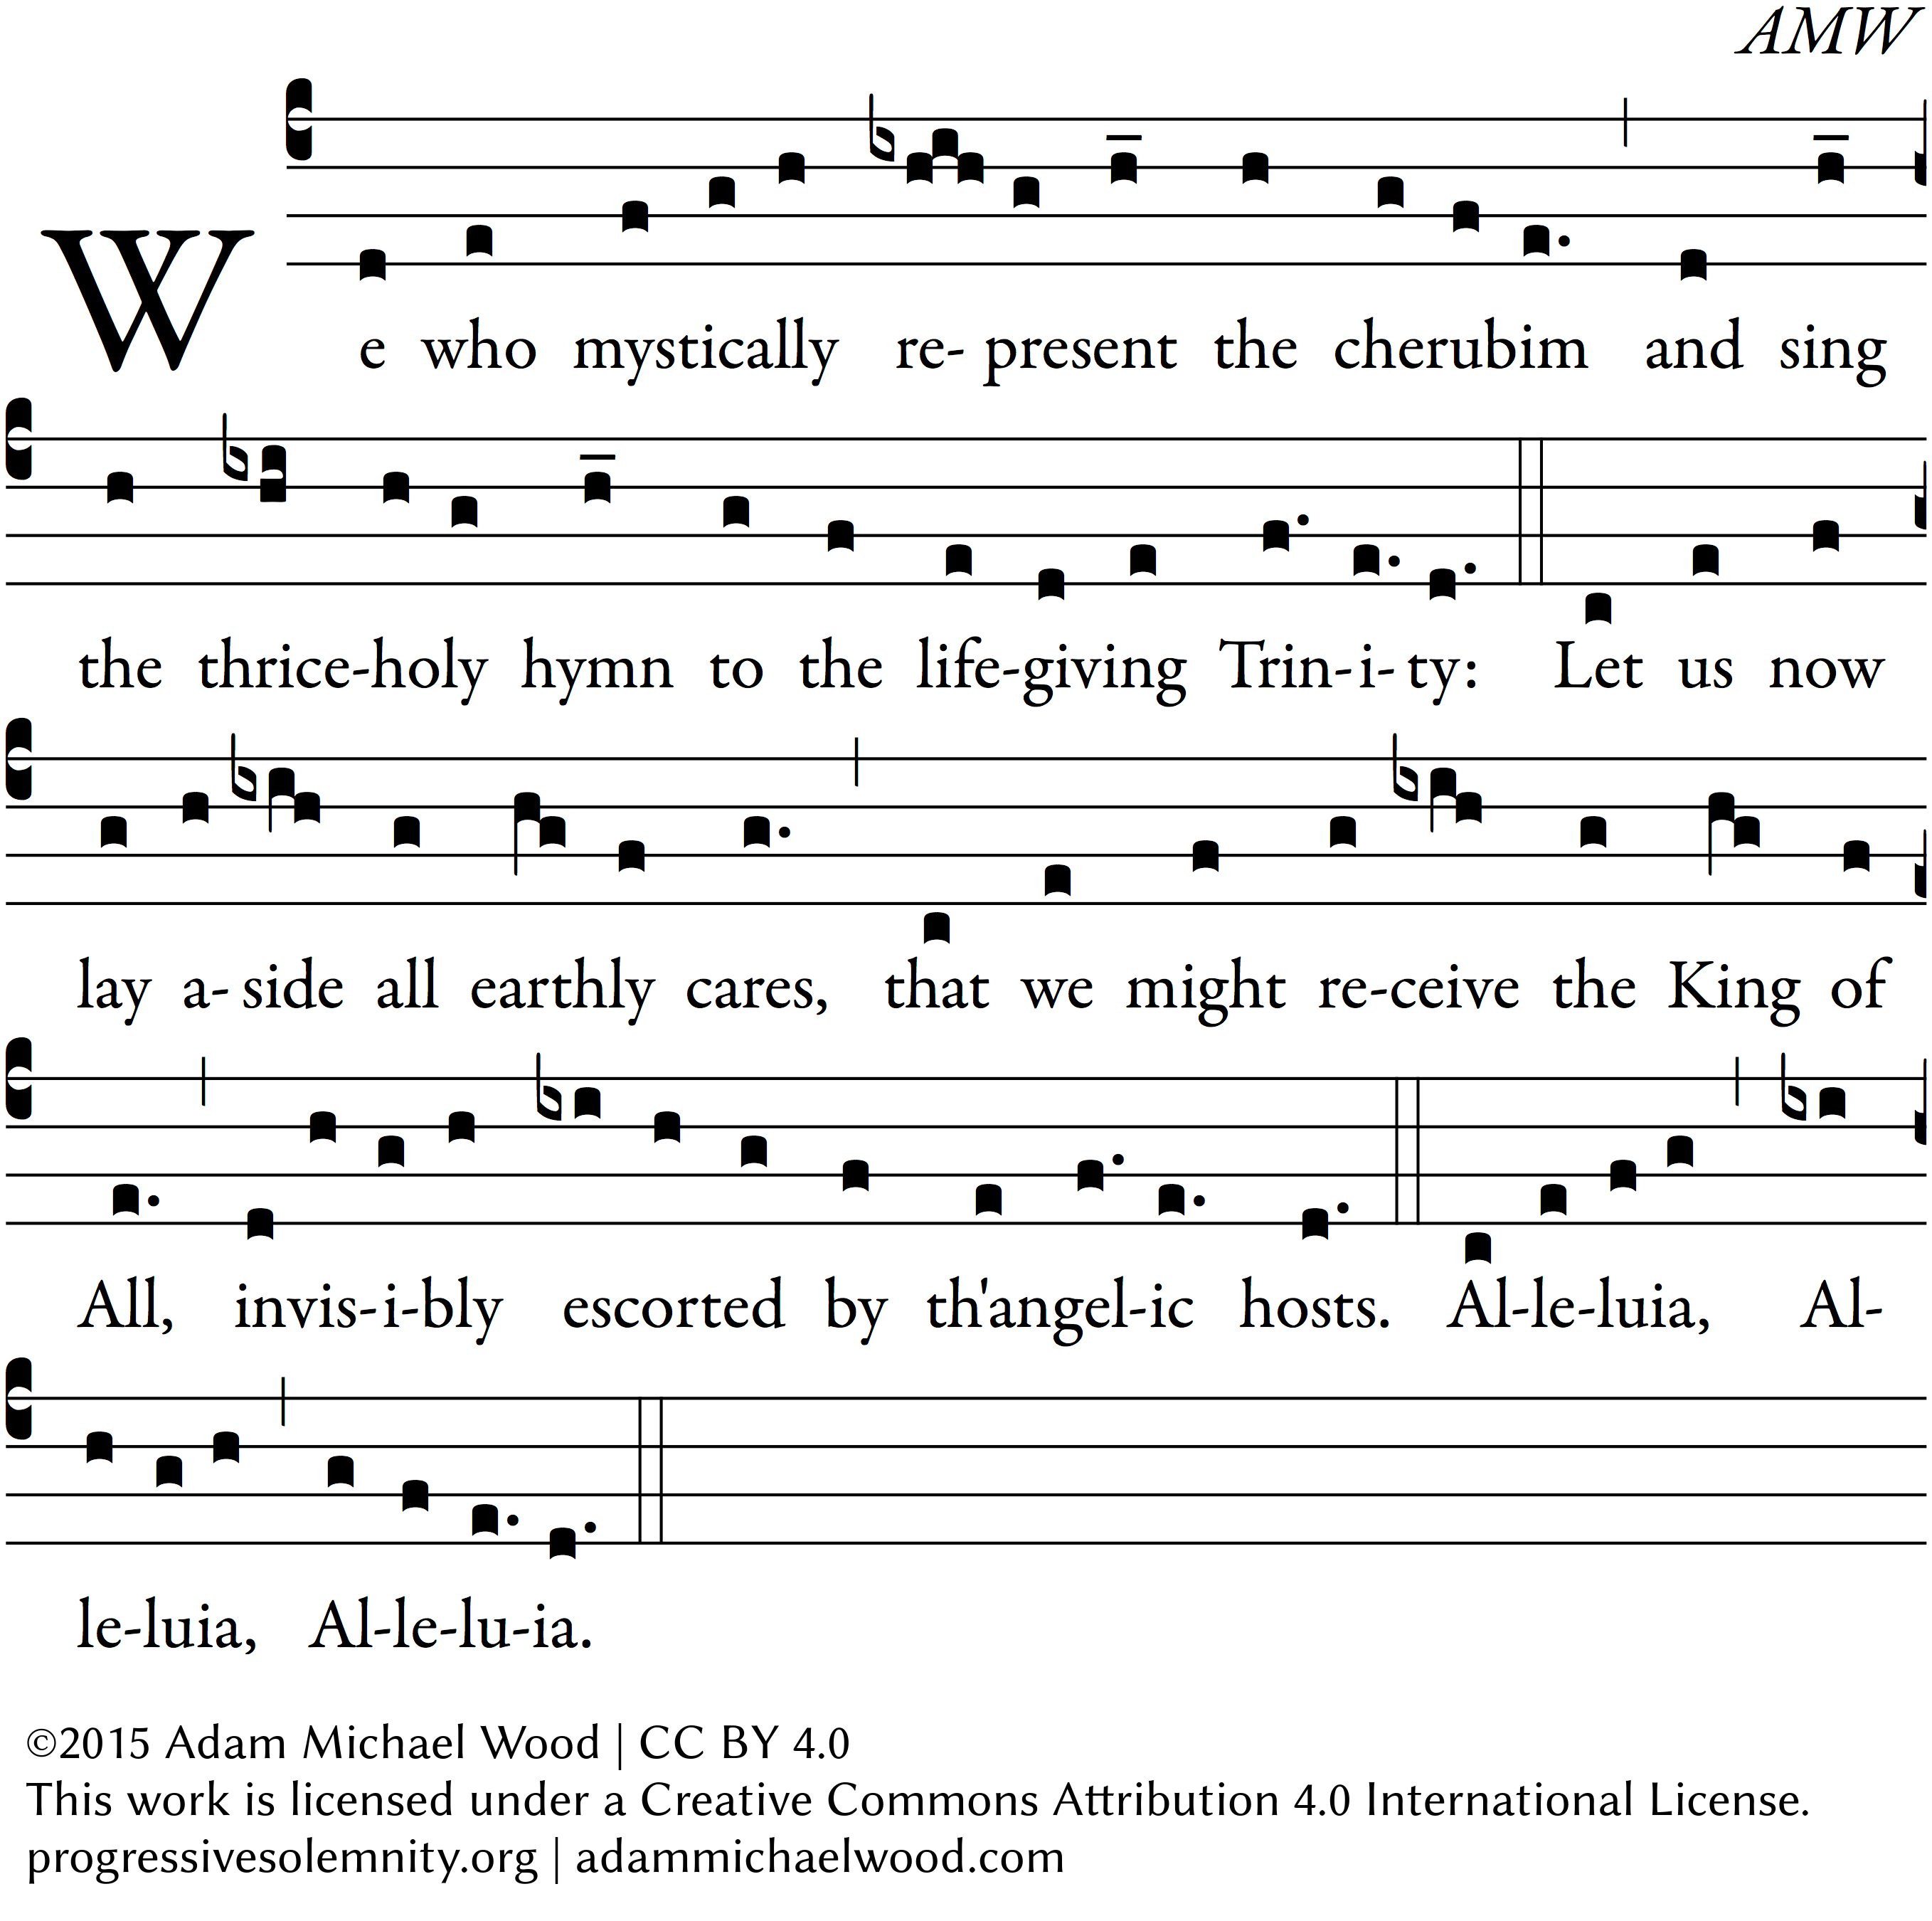 AMW
We who mystically re- present the cherubim and sing
the thrice-holy hymn to the life-giving Trin-i-ty: Let us now
lay a-side all earthly cares, that we might re-ceive the King of
All, invis-i-bly escorted by th'angel-ic hosts. Al-le-luia, Al-
le-luia, Al-le-lu-ia.
©2015 Adam Michael Wood | CC BY 4.0
This work is licensed under a Creative Commons Attribution 4.0 International License.
progressivesolemnity.org | adammichaelwood.com